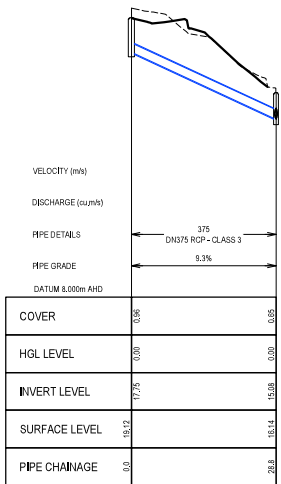 VELOCITY (m/s)
DISCHARGE (cu.m/s)
PIPE DETAILS
375
DN375 RCP - CLASS 3
PIPE GRADE
9.3%
DATUM 8.000m AHD
COVER
0.96
0.65
HGL LEVEL
0.00
0.00
INVERT LEVEL
17.75
15.08
SURFACE LEVEL
19.12
16.14
PIPE CHAINAGE
0.0
28.8